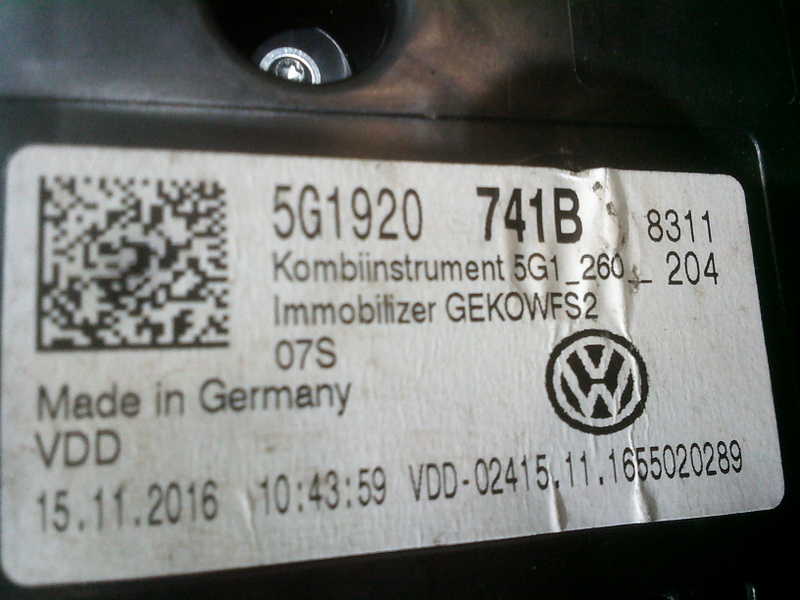 5G1920 741B 8311
Kombiinstrument 5G1_260__ 204
Immobilizer GEKOWFS2
07S
Made in Germany
VDD
15.11.2016 10:43:59 VDD-02415.11.1655020289